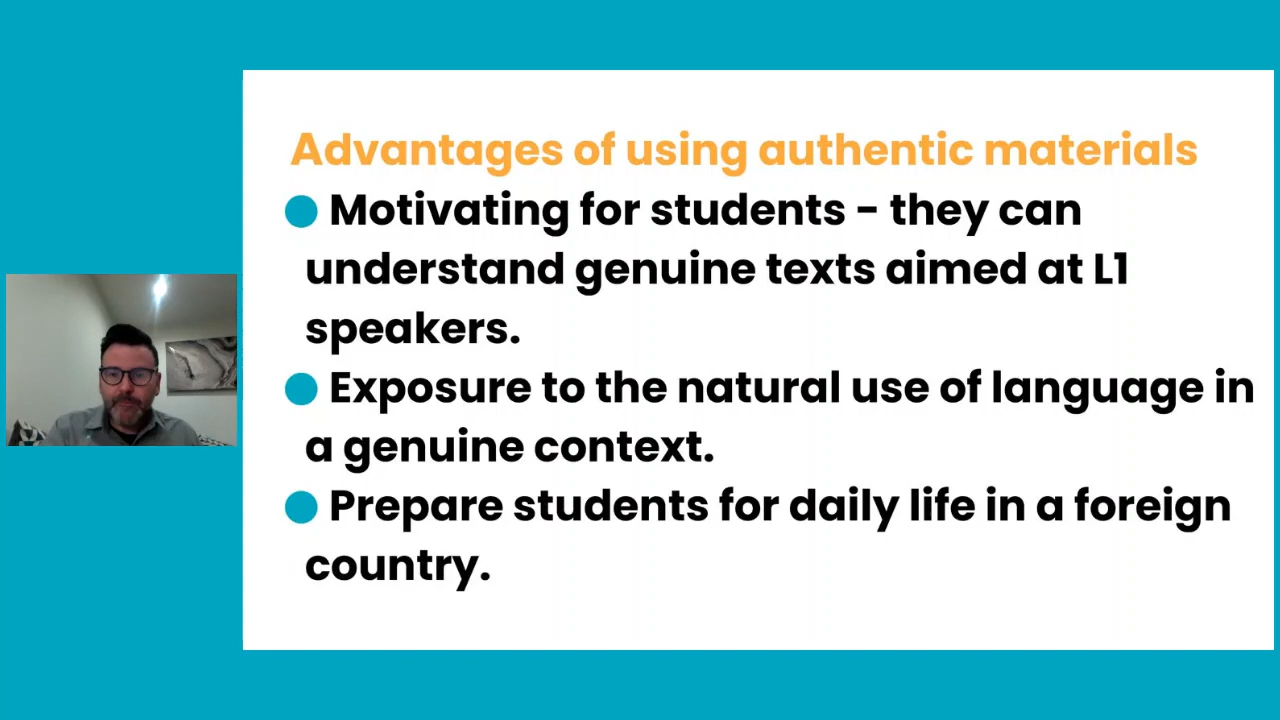 Advantages of using authentic materials
● Motivating for students - they can
understand genuine texts aimed at L1
speakers.
● Exposure to the natural use of language in
a genuine context.
● Prepare students for daily life in a foreign
country.